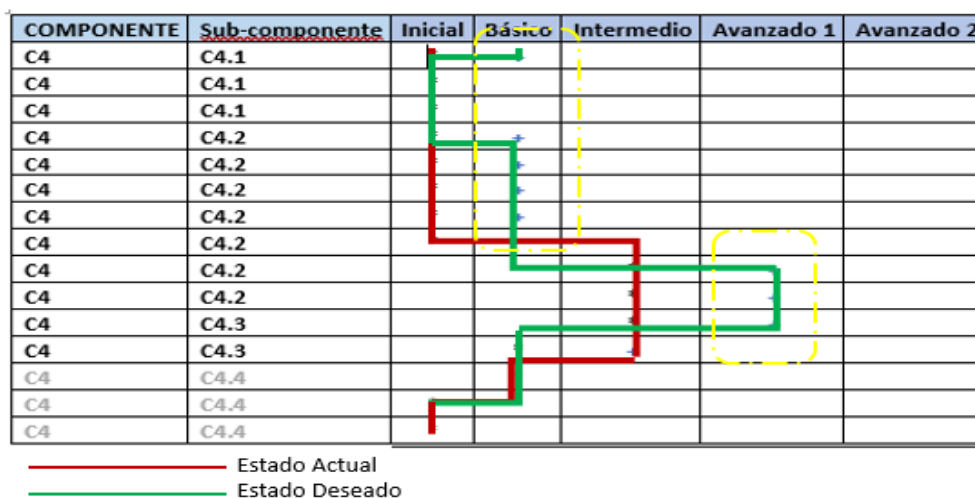 COMPONENTE Sub-componente Inicial Básico Intermedio Avanzado 1 Avanzado 2
C4 C4.1
C4 C4.1
C4 C4.1
C4 C4.2
C4 C4.2
C4 C4.2
C4 C4.2
C4 C4.2
C4 C4.2
C4 C4.2
C4 C4.3
C4 C4.3
C4 C4.4
C4 C4.4
C4 C4.4
Estado Actual
Estado Deseado